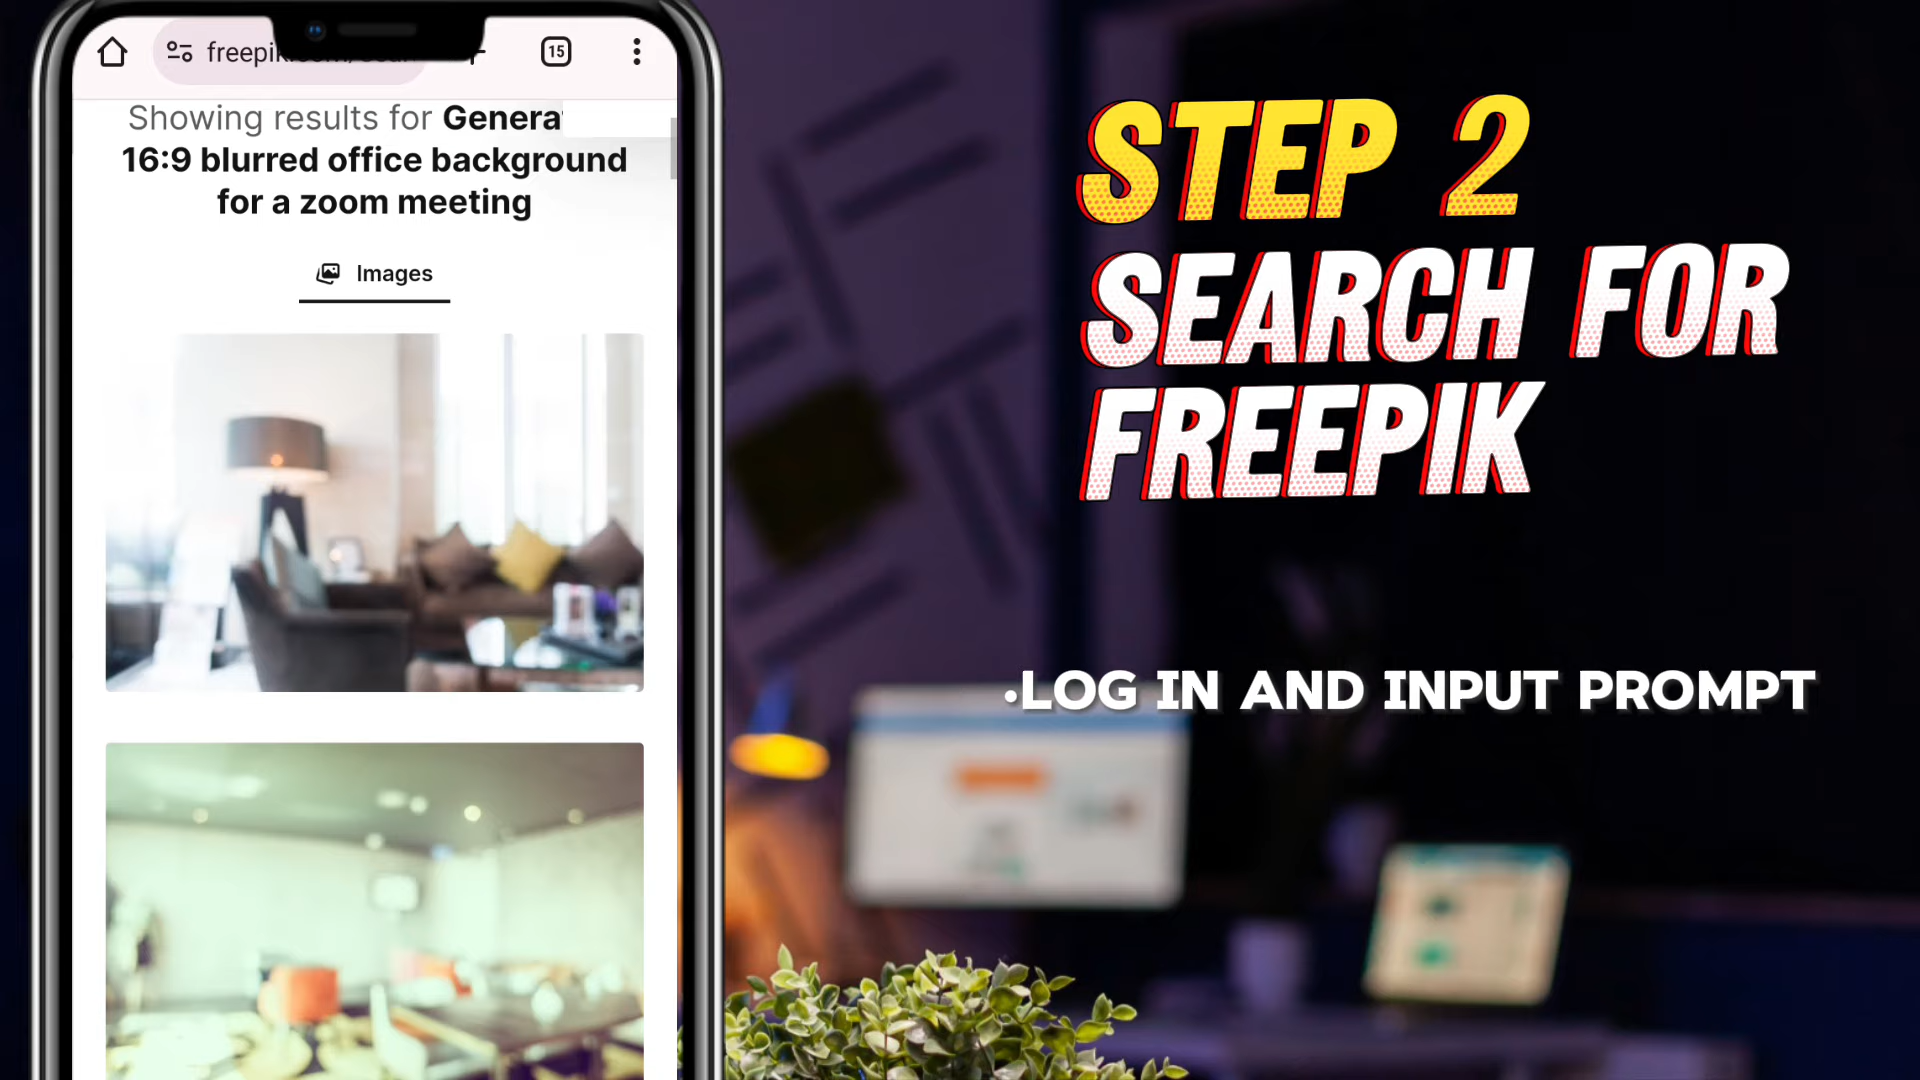 15
Showing results for Genera
16:9 blurred office background
for a zoom meeting
Images
STEP 2
SEARCH FOR
FREEPIK
•LOG IN AND INPUT PROMPT